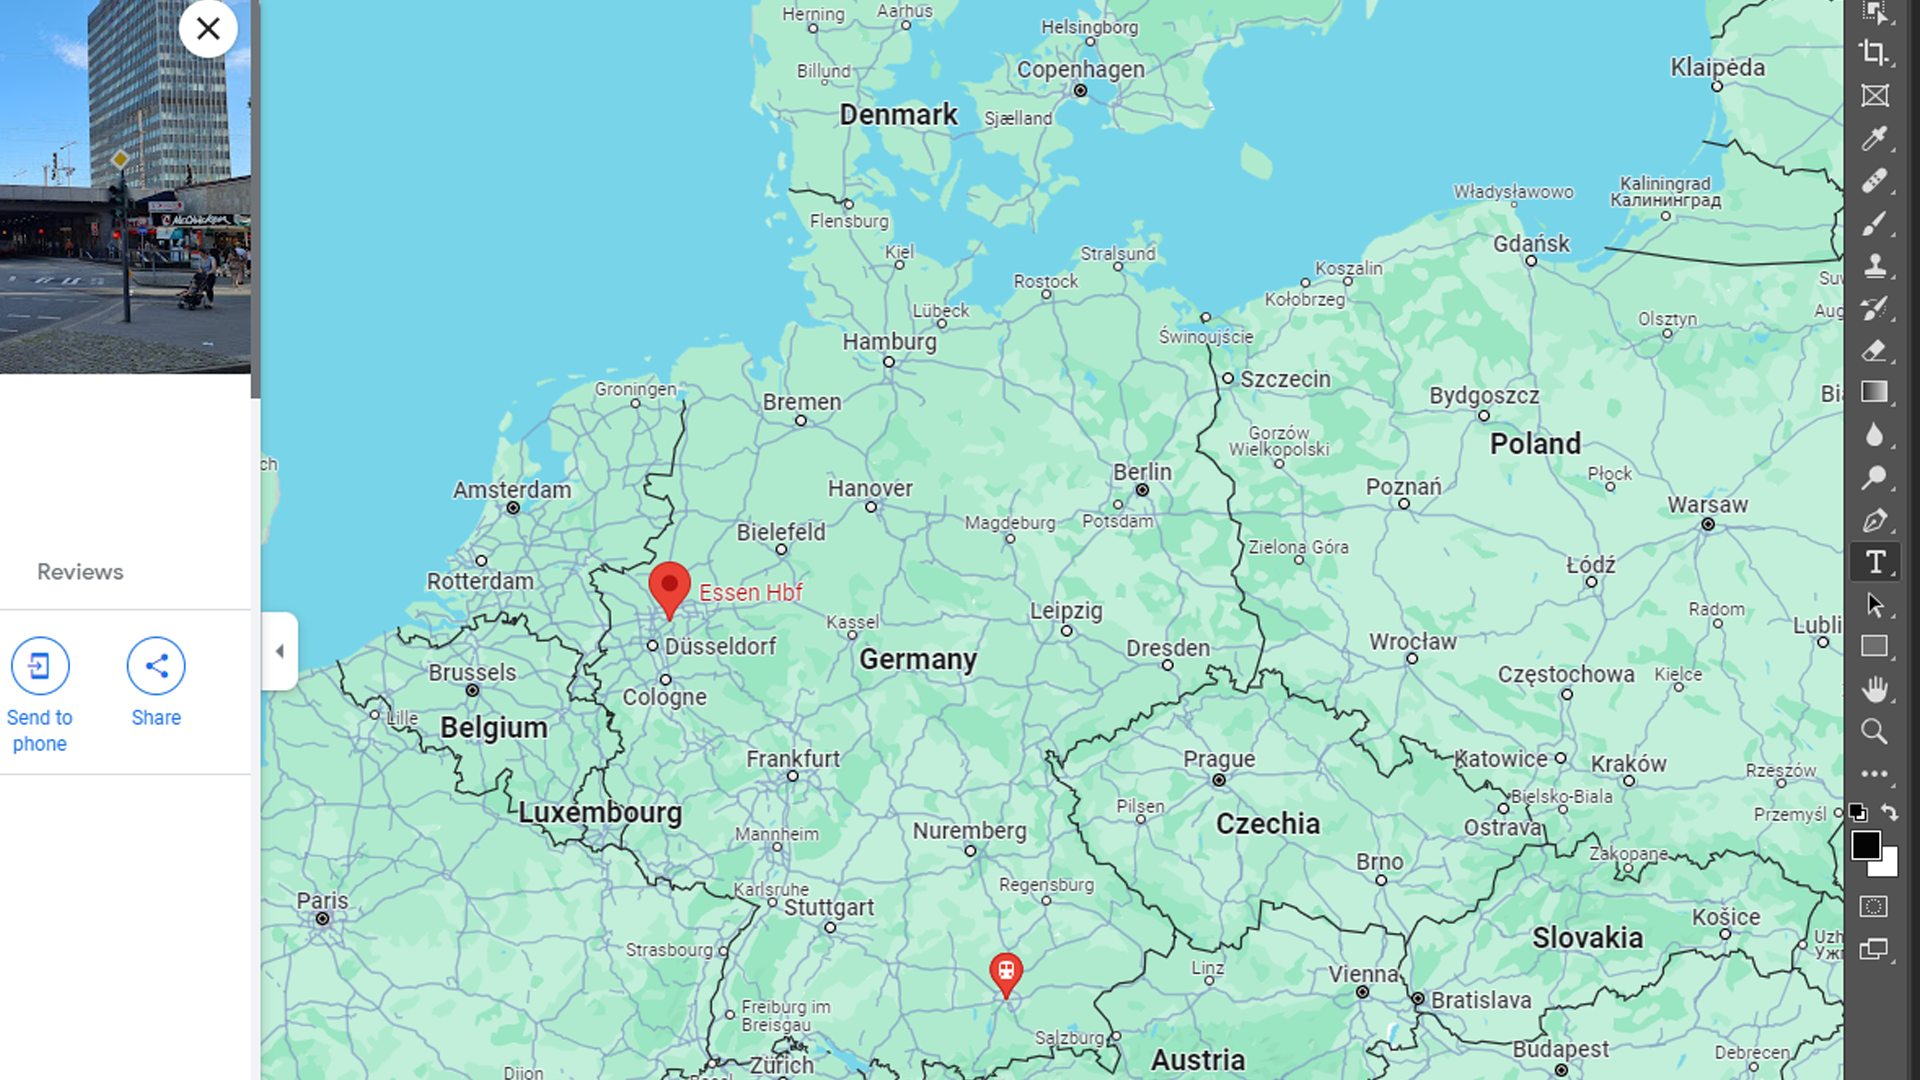 Reviews
Send to
phone
Share
Herning
Aarhus
Helsingborg
Billund
Copenhagen
Klaipėda
Denmark
Sjælland
Flensburg
Władysławowo
Kaliningrad
Калининград
Kiel
Stralsund
Gdańsk
Rostock
Koszalin
Kołobrzeg
Suw
Lübeck
Aug
Hamburg
Świnoujście
Olsztyn
Groningen
Bremen
Szczecin
Bydgoszcz
Bia
Gorzów
Wielkopolski
Poland
ch
Amsterdam
Hanover
Berlin
Poznań
Płock
Magdeburg
Potsdam
Warsaw
Bielefeld
Zielona Góra
Rotterdam
Łódź
Essen Hbf
Leipzig
Radom
Kassel
Lubli
Düsseldorf
Germany
Dresden
Wrocław
Brussels
Cologne
Częstochowa
Kielce
Lille
Belgium
Frankfurt
Prague
Katowice
Kraków
Rzeszów
Luxembourg
Pilsen
Bielsko-Biala
Mannheim
Nuremberg
Czechia
Ostrava
Przemyśl
Zakopane
Brno
Karlsruhe
Regensburg
Paris
Stuttgart
Košice
Strasbourg
Slovakia
Uzh
Ужг
Linz
Vienna
Bratislava
Freiburg im
Breisgau
Salzburg
Zürich
Austria
Budapest
Debrecen
Dijon
T